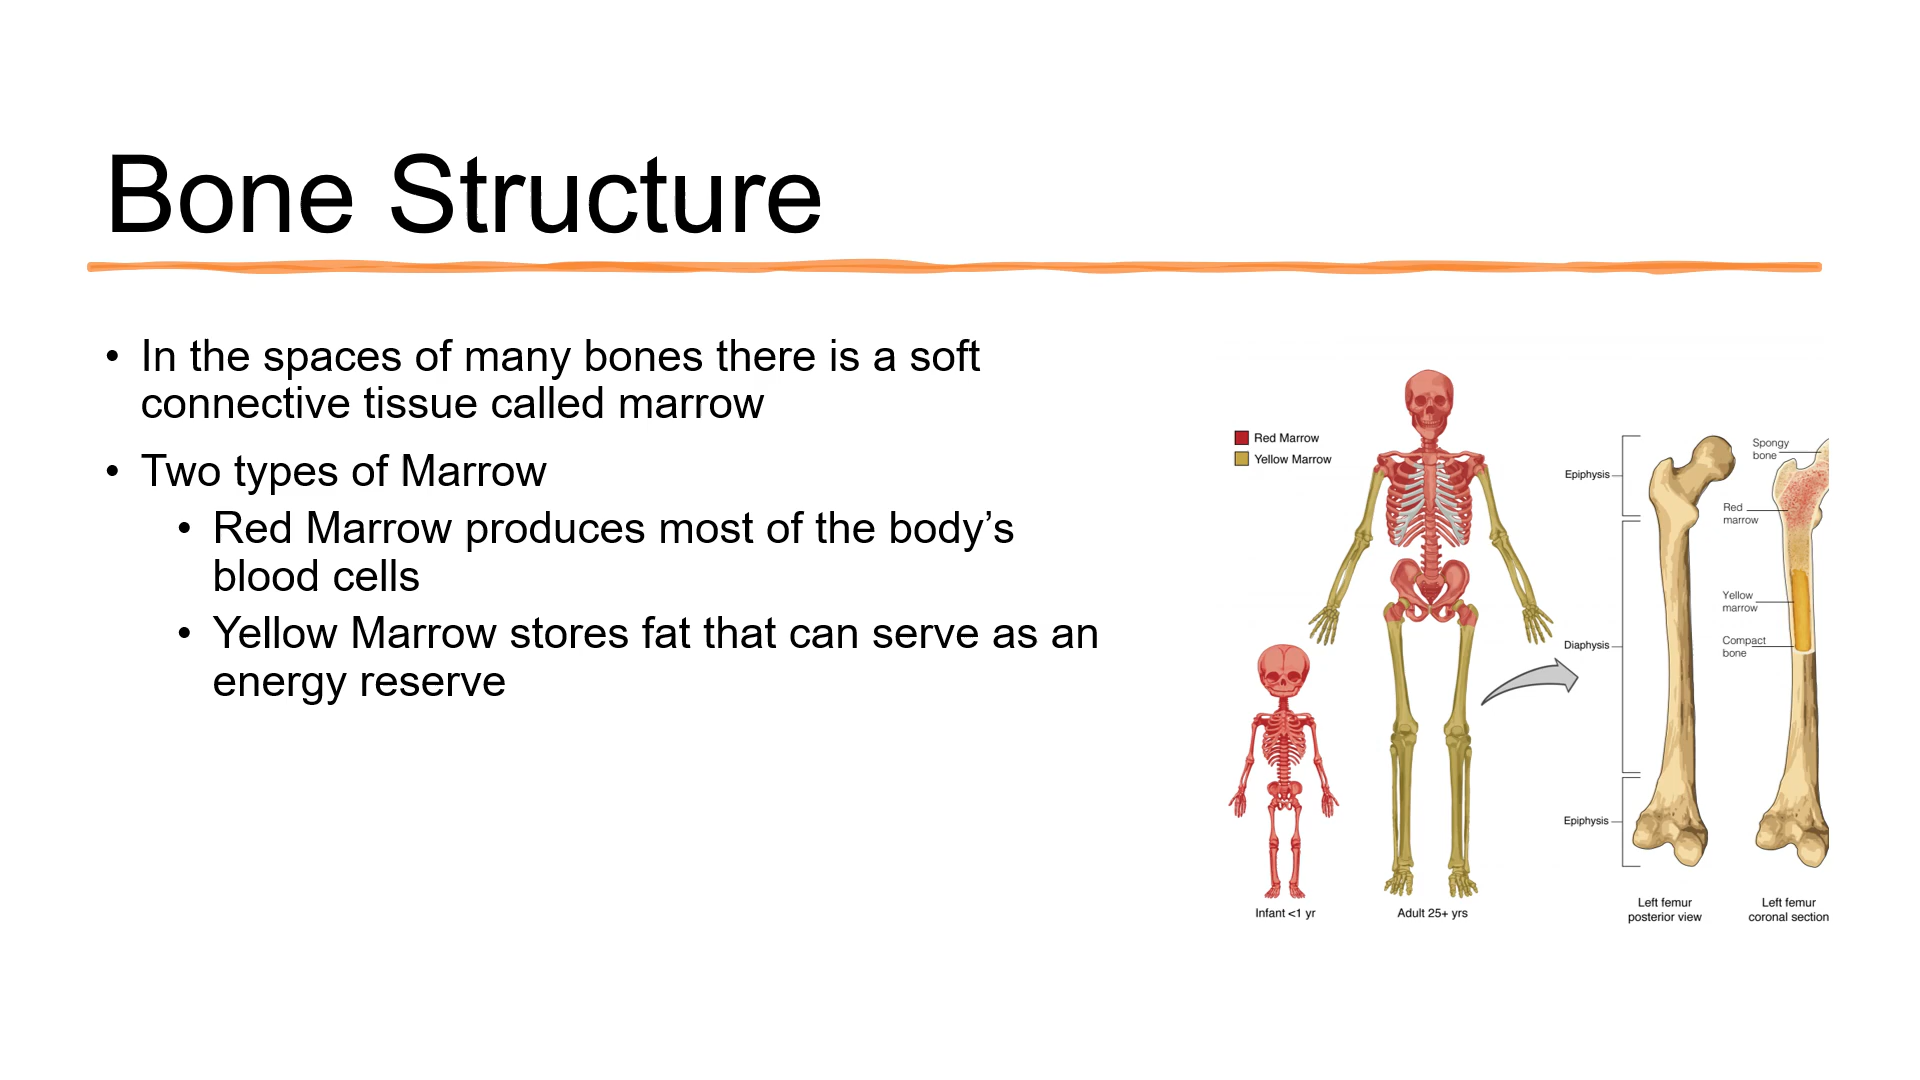 Bone Structure
• In the spaces of many bones there is a soft
connective tissue called marrow
• Two types of Marrow
• Red Marrow produces most of the body’s
blood cells
• Yellow Marrow stores fat that can serve as an
energy reserve
Red Marrow
Yellow Marrow
Infant <1 yr
Adult 25+ yrs
Epiphysis
Diaphysis
Epiphysis
Left femur
posterior view
Spongy
bone
Red
marrow
Yellow
marrow
Compact
bone
Left femur
coronal section